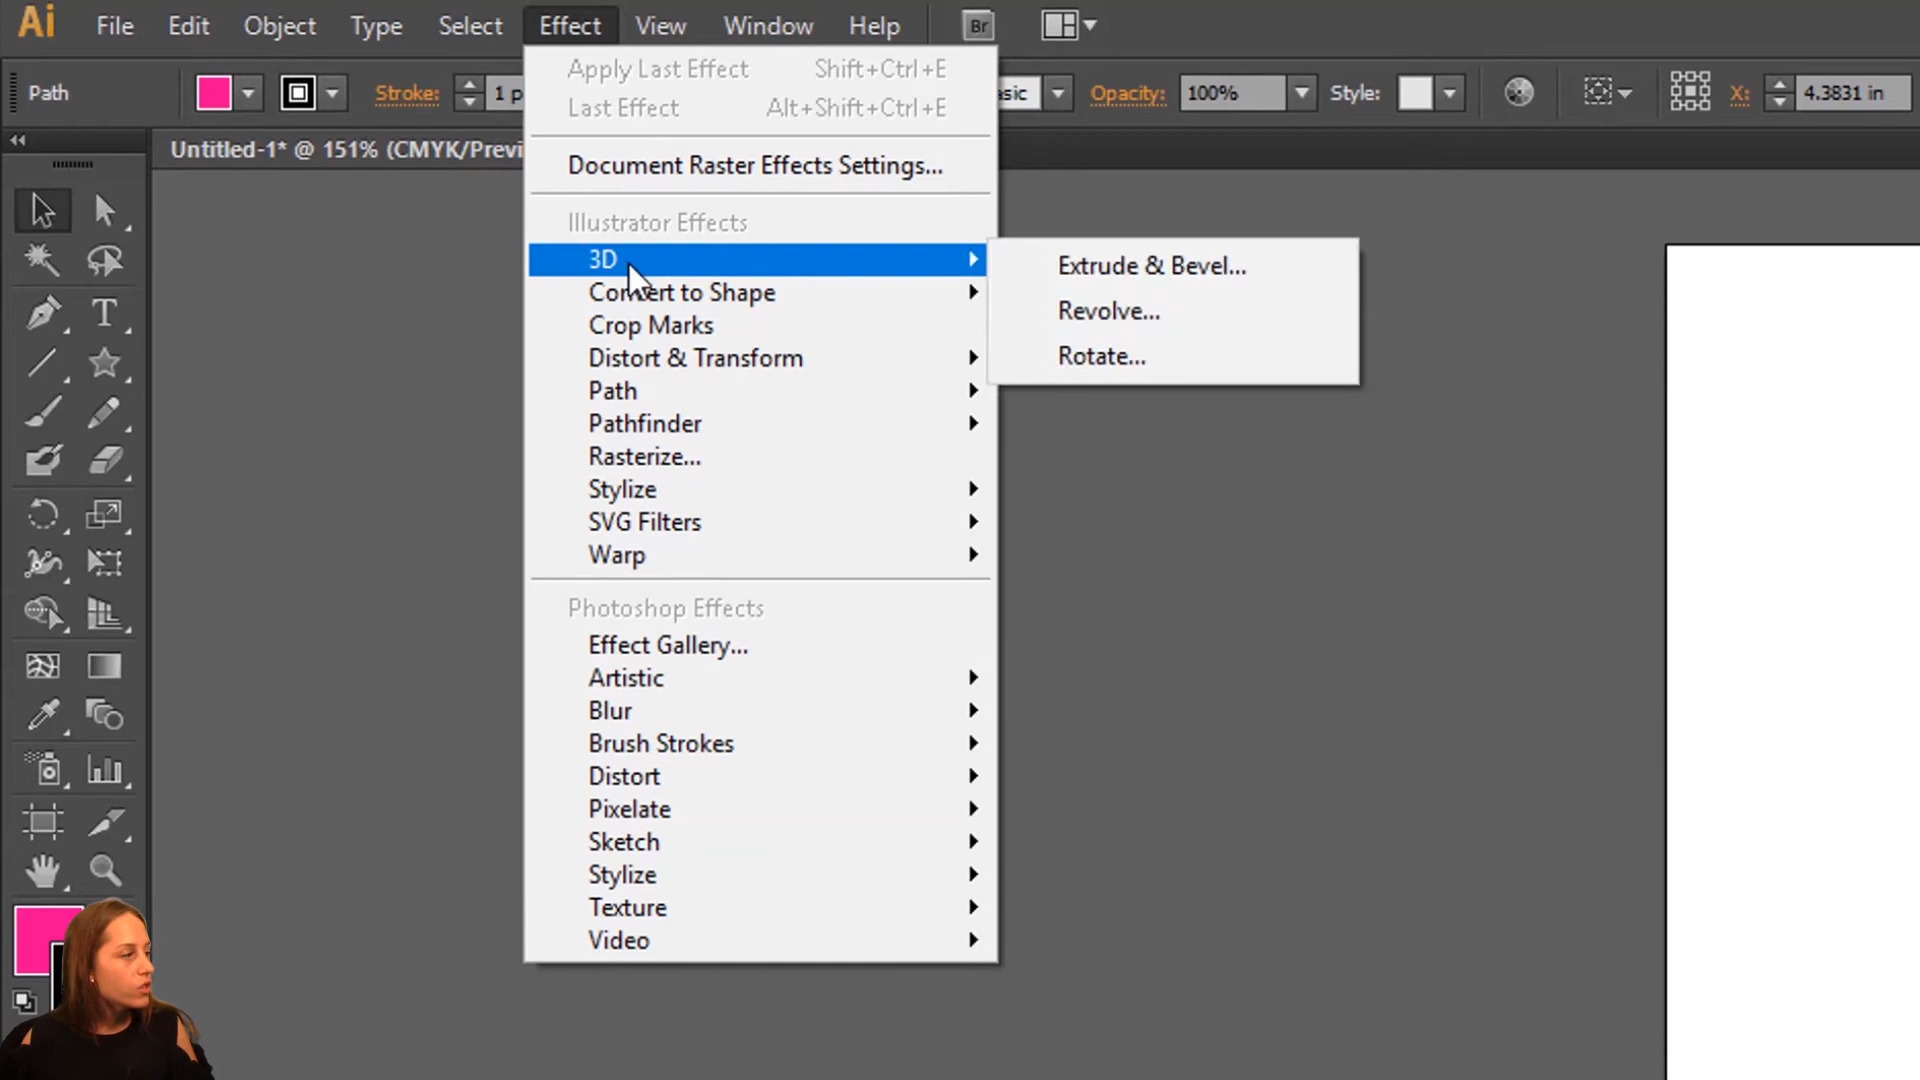 Ai File Edit Object Type Select Effect View Window Help Br
Path Stroke: 1 p asic Opacity: 100% Style: X: 4.3831 in
Untitled-1* @ 151% (CMYK/Previ
Apply Last Effect Shift+Ctrl+E
Last Effect Alt+Shift+Ctrl+E
Document Raster Effects Settings...
Illustrator Effects
3D
Convert to Shape
Crop Marks
Distort & Transform
Path
Pathfinder
Rasterize...
Stylize
SVG Filters
Warp
Photoshop Effects
Effect Gallery...
Artistic
Blur
Brush Strokes
Distort
Pixelate
Sketch
Stylize
Texture
Video
Extrude & Bevel...
Revolve...
Rotate...